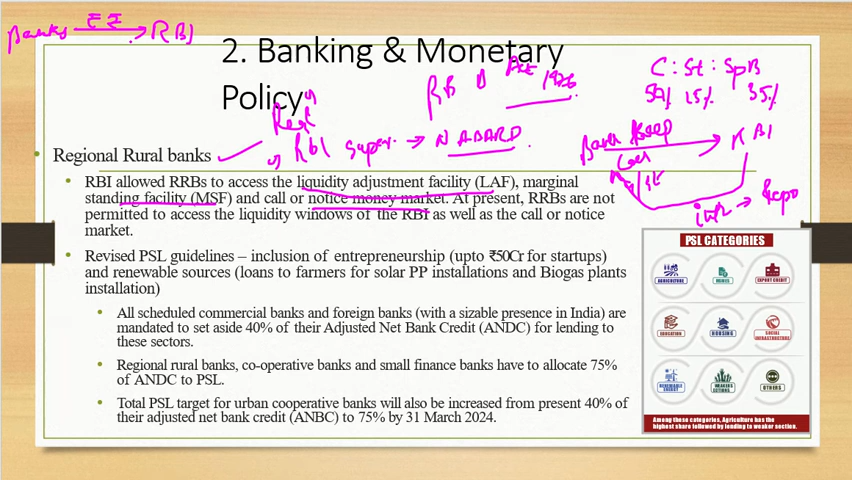 Banks → RBI
2. Banking & Monetary
Policy
RRB Act 1976
C : St : SpB
50% 15% 35%
RBI Super. → NABARD
RBI
Repo
• Regional Rural banks
• RBI allowed RRBs to access the liquidity adjustment facility (LAF), marginal
standing facility (MSF) and call or notice money market. At present, RRBs are not
permitted to access the liquidity windows of the RBI as well as the call or notice
market.
• Revised PSL guidelines – inclusion of entrepreneurship (upto ₹50Cr for startups)
and renewable sources (loans to farmers for solar PP installations and Biogas plants
installation)
• All scheduled commercial banks and foreign banks (with a sizable presence in India) are
mandated to set aside 40% of their Adjusted Net Bank Credit (ANDC) for lending to
these sectors.
• Regional rural banks, co-operative banks and small finance banks have to allocate 75%
of ANDC to PSL.
• Total PSL target for urban cooperative banks will also be increased from present 40% of
their adjusted net bank credit (ANBC) to 75% by 31 March 2024.
PSL CATEGORIES
AGRICULTURE MSMES EXPORT CREDIT
EDUCATION HOUSING SOCIAL INFRASTRUCTURE
RENEWABLE ENERGY WEAKER SECTIONS OTHERS
Among these categories, Agriculture has the
highest share followed by lending to weaker section.